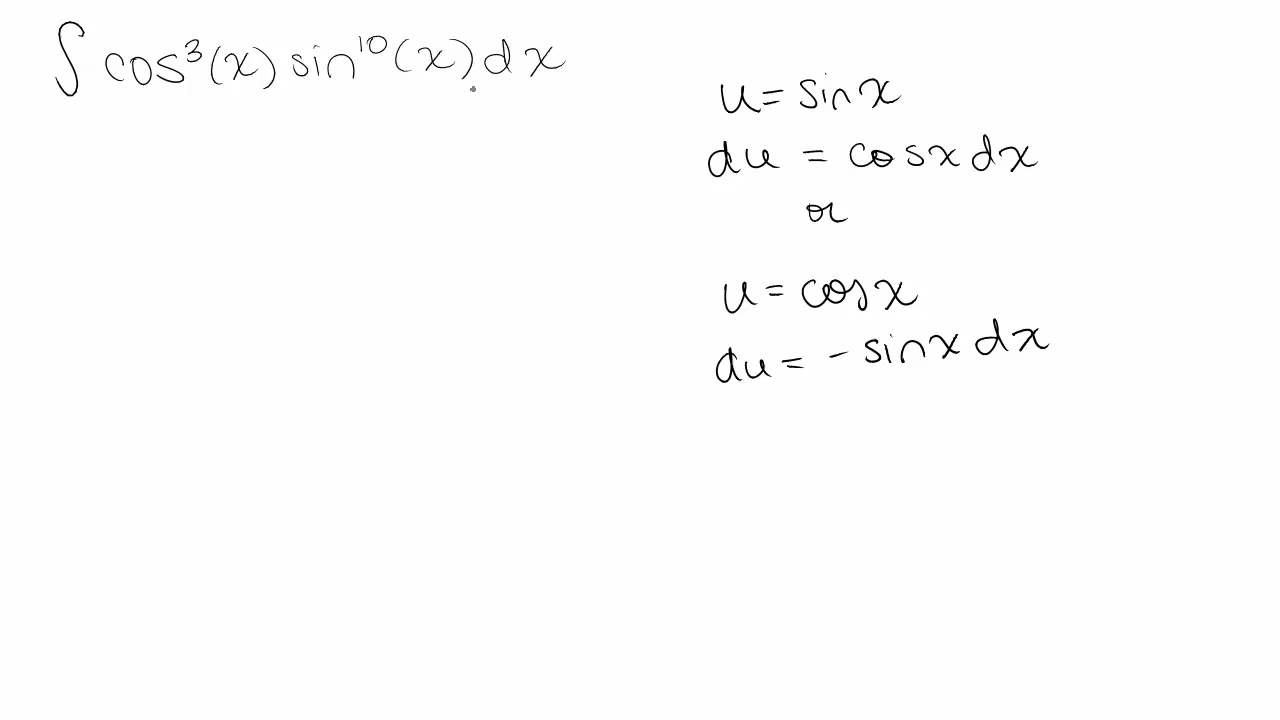 ∫ cos³(x) sin¹⁰(x) dx
u = sin x
du = cos x dx
or
u = cos x
du = - sin x dx